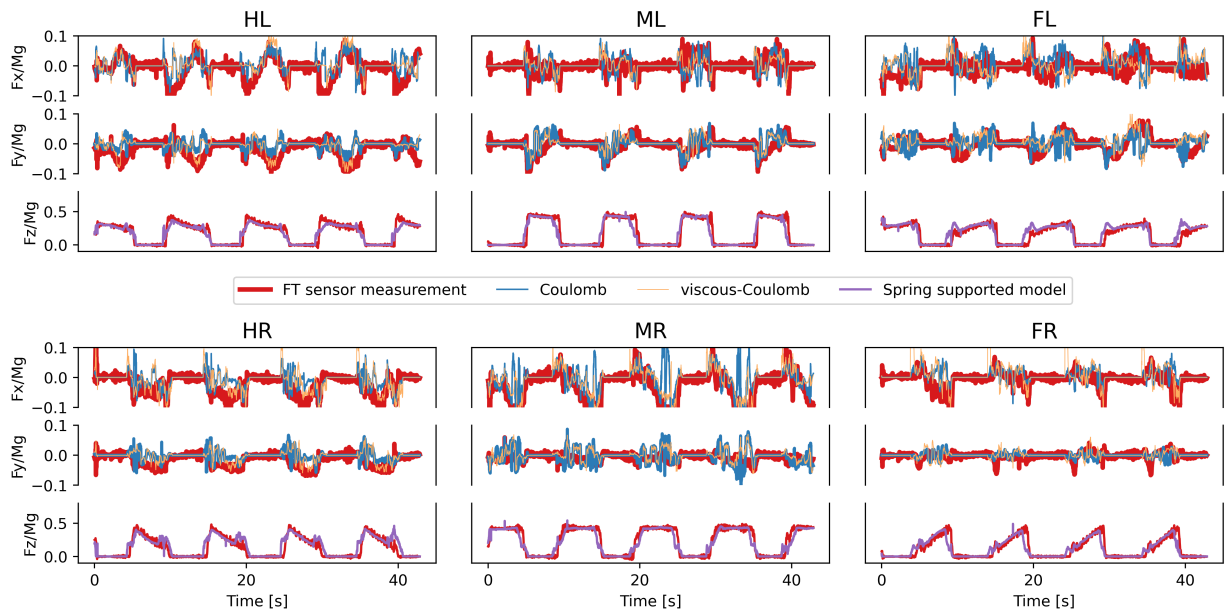 HL ML FL
Fx/Mg
0.1
0.0
−0.1
Fy/Mg
0.1
0.0
−0.1
Fz/Mg
0.5
0.0
FT sensor measurement Coulomb viscous-Coulomb Spring supported model
HR MR FR
Fx/Mg
0.1
0.0
−0.1
Fy/Mg
0.1
0.0
−0.1
Fz/Mg
0.5
0.0
0 20 40 0 20 40 0 20 40
Time [s] Time [s] Time [s]